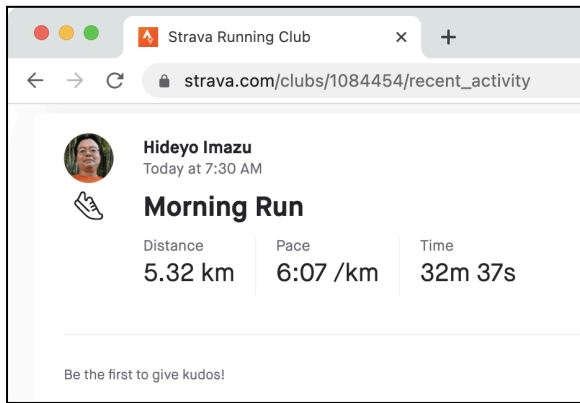 Strava Running Club
strava.com/clubs/1084454/recent_activity
Hideyo Imazu
Today at 7:30 AM
Morning Run
Distance Pace Time
5.32 km 6:07 /km 32m 37s
Be the first to give kudos!